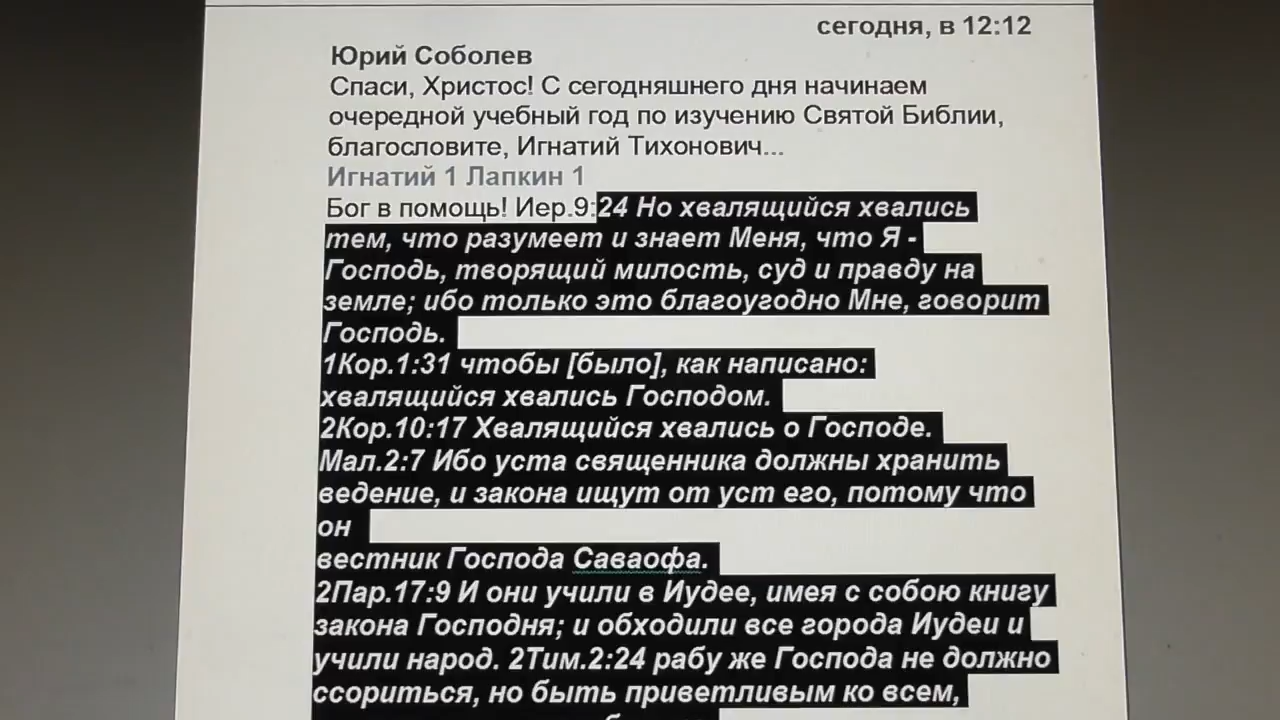 сегодня, в 12:12
Юрий Соболев
Спаси, Христос! С сегодняшнего дня начинаем
очередной учебный год по изучению Святой Библии,
благословите, Игнатий Тихонович...
Игнатий 1 Лапкин 1
Бог в помощь! Иер.9:24 Но хвалящийся хвались
тем, что разумеет и знает Меня, что Я -
Господь, творящий милость, суд и правду на
земле; ибо только это благоугодно Мне, говорит
Господь.
1Кор.1:31 чтобы [было], как написано:
хвалящийся хвались Господом.
2Кор.10:17 Хвалящийся хвались о Господе.
Мал.2:7 Ибо уста священника должны хранить
ведение, и закона ищут от уст его, потому что
он
вестник Господа Саваофа.
2Пар.17:9 И они учили в Иудее, имея с собою книгу
закона Господня; и обходили все города Иудеи и
учили народ. 2Тим.2:24 рабу же Господа не должно
ссориться, но быть приветливым ко всем,